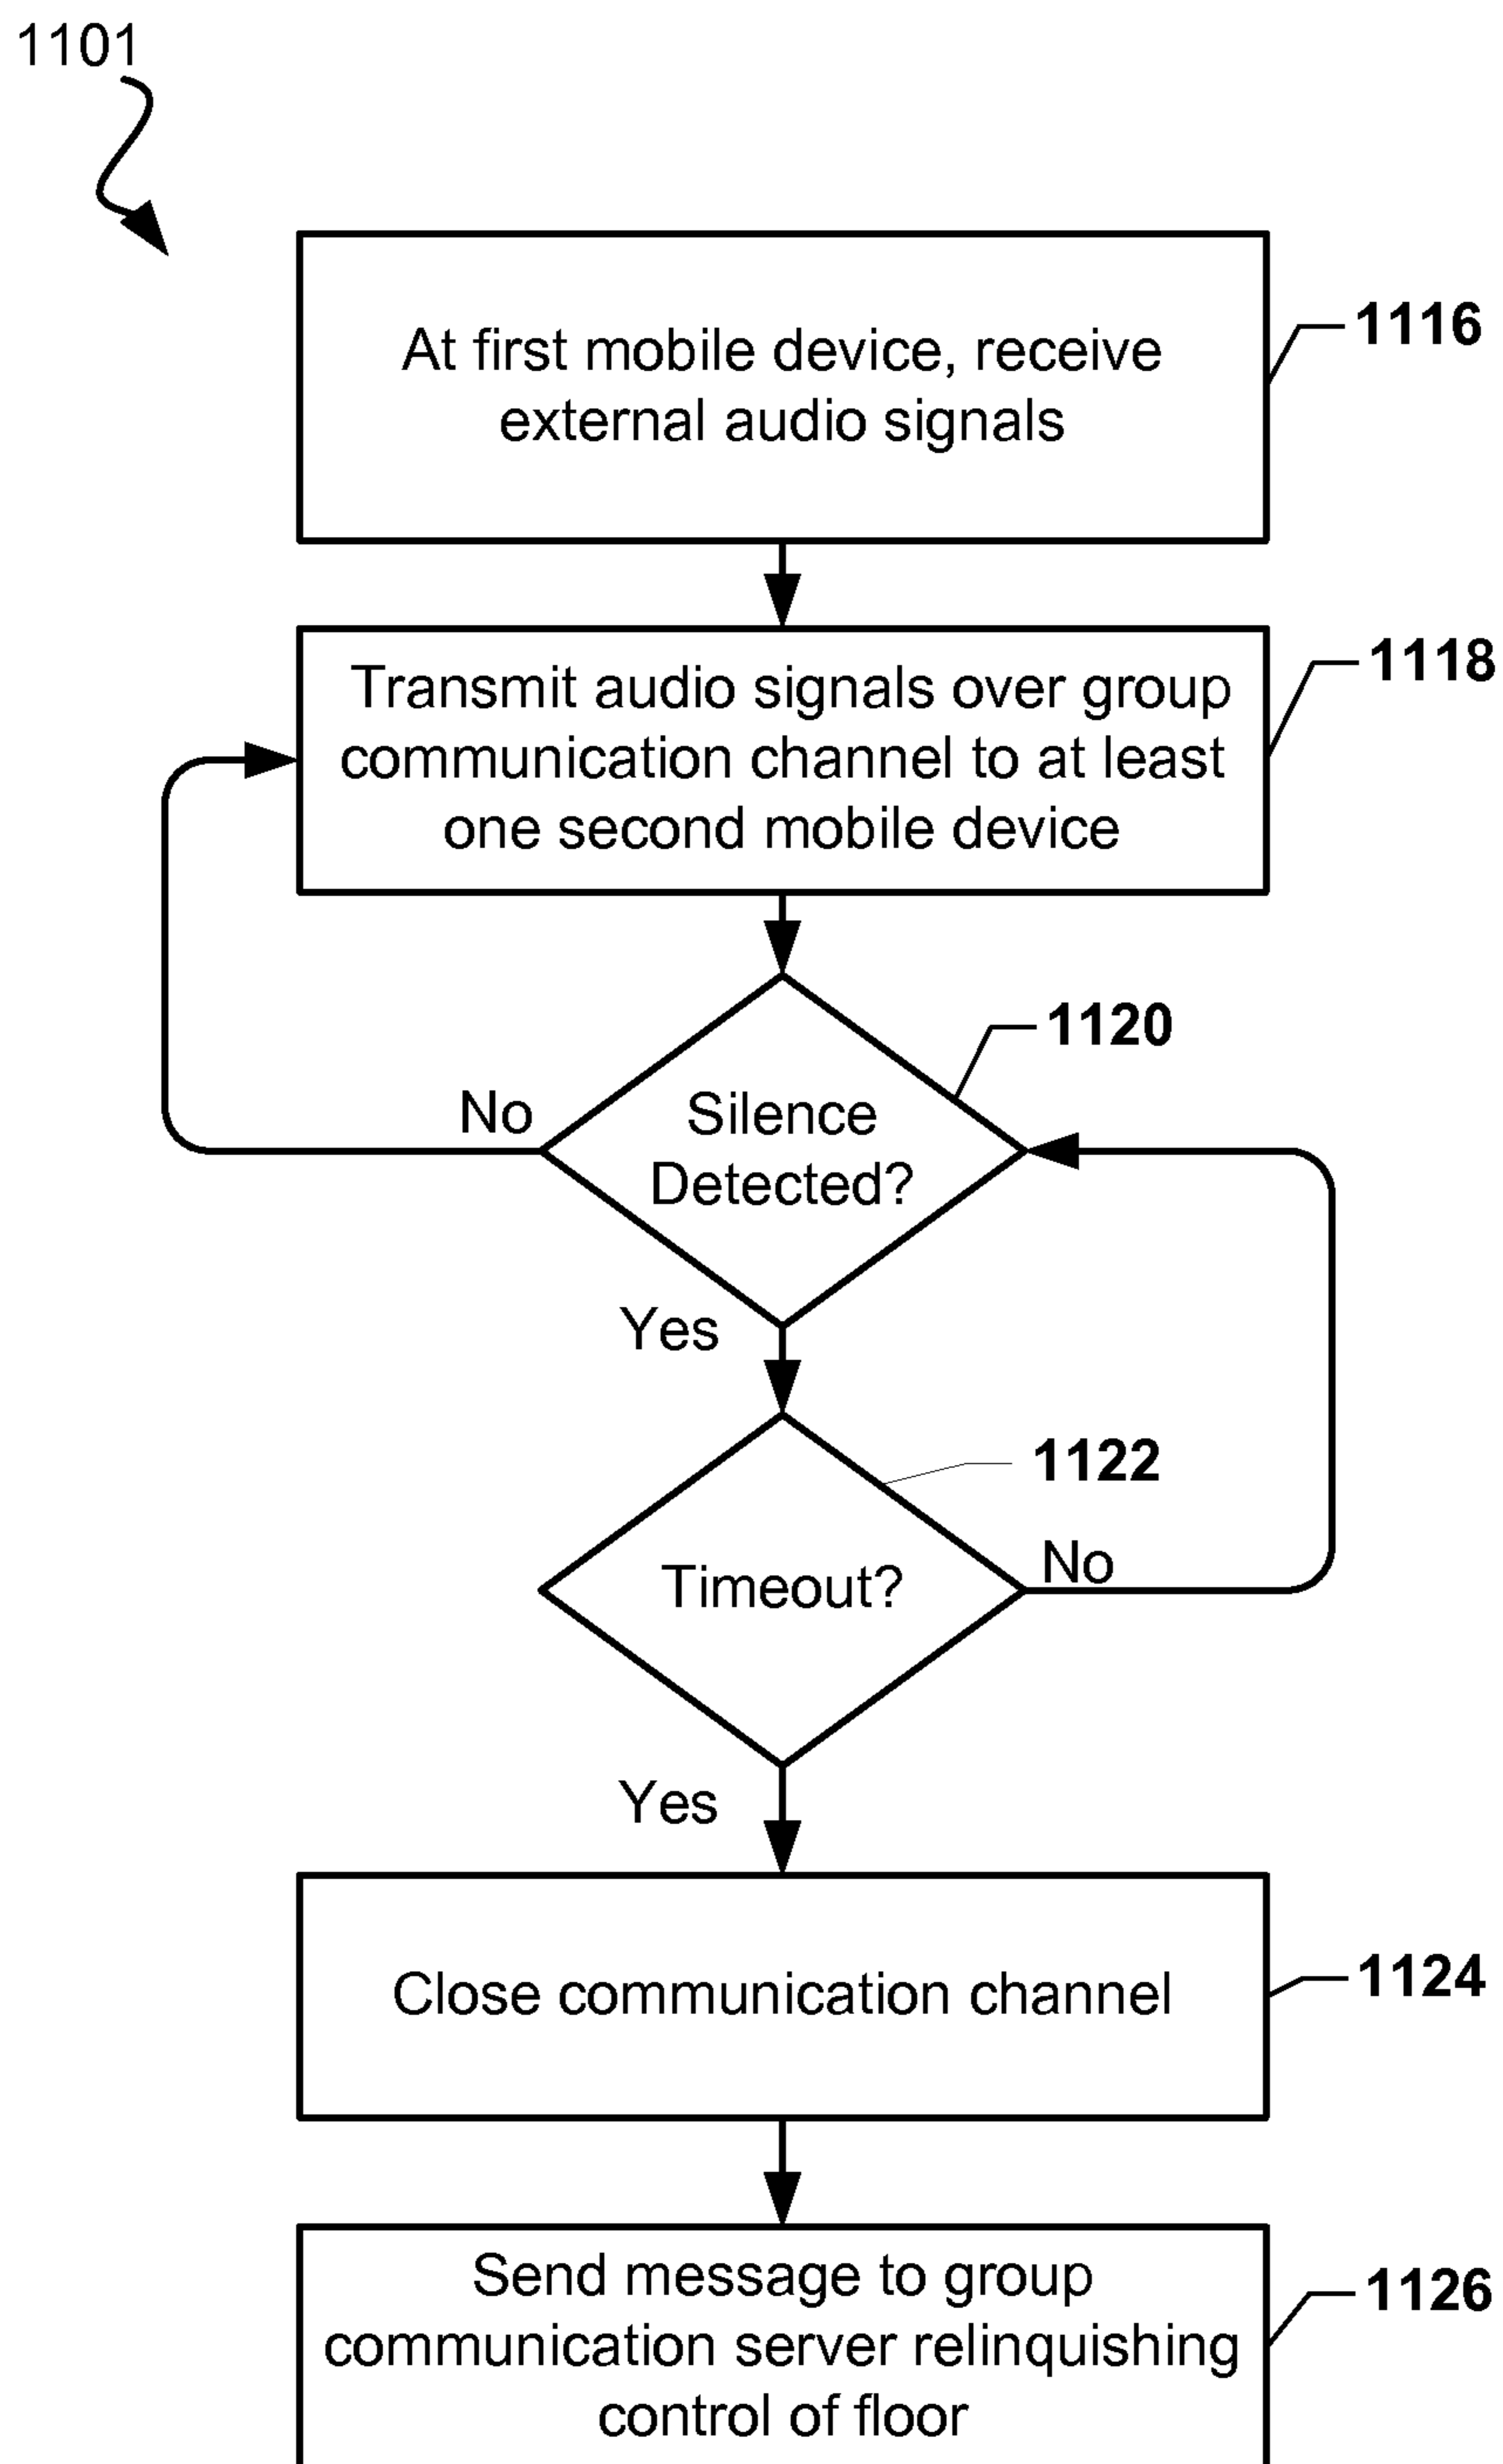 1101
At first mobile device, receive
external audio signals
1116
Transmit audio signals over group
communication channel to at least
one second mobile device
1118
Silence
Detected?
1120
No
Yes
Timeout?
1122
No
Yes
Close communication channel
1124
Send message to group
communication server relinquishing
control of floor
1126